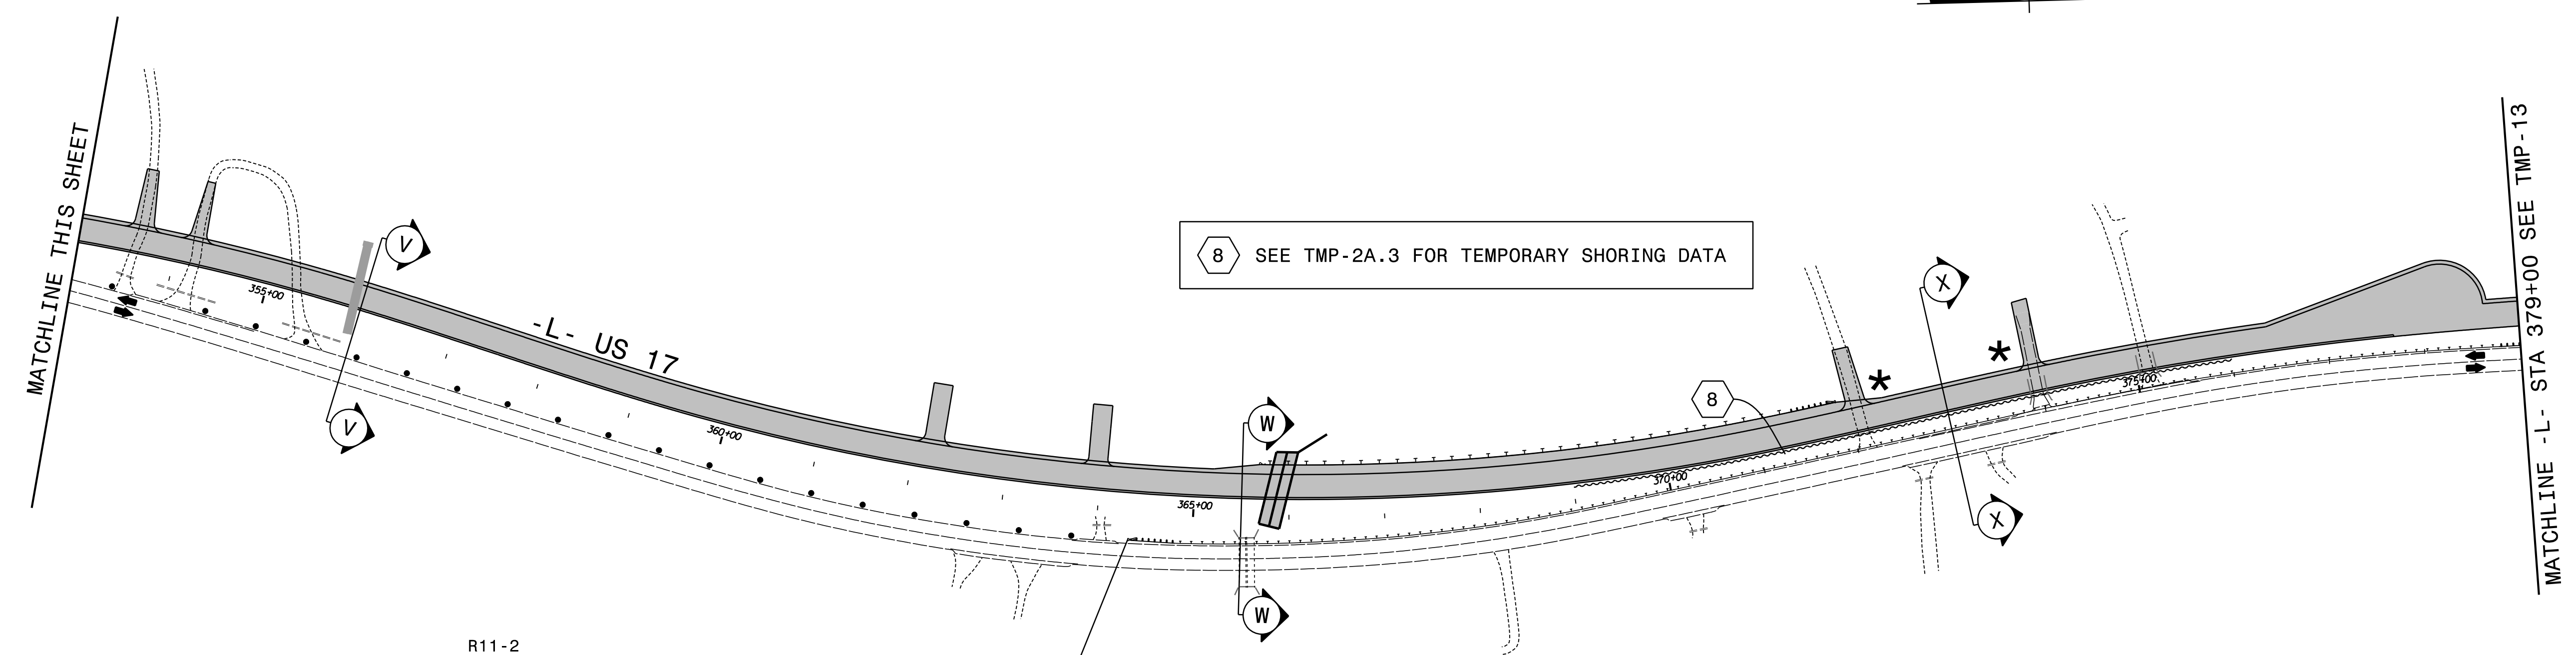 MATCHLINE THIS SHEET
V
V
355+00
-L- US 17
360+00
8 SEE TMP-2A.3 FOR TEMPORARY SHORING DATA
W
W
365+00
8
370+00
*
*
X
X
375+00
MATCHLINE -L- STA 379+00 SEE TMP-13
R11-2